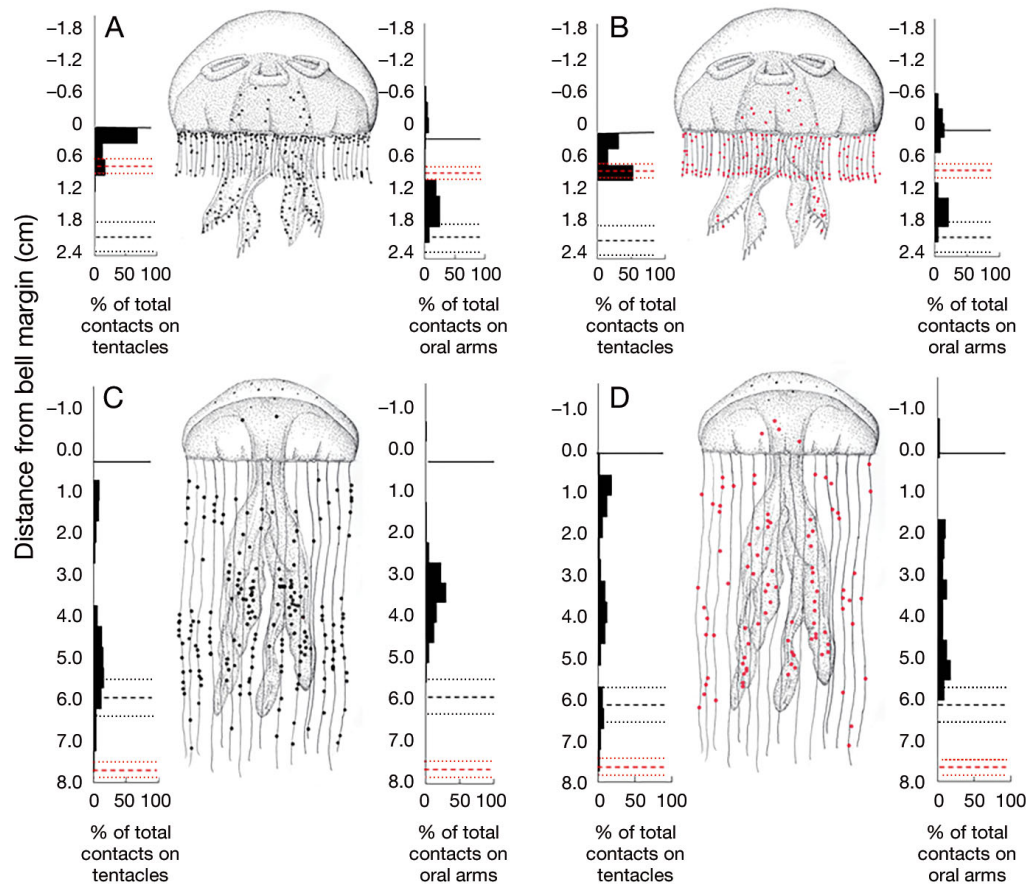 Distance from bell margin (cm)
A
−1.8
−1.2
−0.6
0
0.6
1.2
1.8
2.4
0 50 100
% of total
contacts on
tentacles
−1.8
−1.2
−0.6
0
0.6
1.2
1.8
2.4
0 50 100
% of total
contacts on
oral arms
B
−1.8
−1.2
−0.6
0
0.6
1.2
1.8
2.4
0 50 100
% of total
contacts on
tentacles
−1.8
−1.2
−0.6
0
0.6
1.2
1.8
2.4
0 50 100
% of total
contacts on
oral arms
C
−1.0
0.0
1.0
2.0
3.0
4.0
5.0
6.0
7.0
8.0
0 50 100
% of total
contacts on
tentacles
−1.0
0.0
1.0
2.0
3.0
4.0
5.0
6.0
7.0
8.0
0 50 100
% of total
contacts on
oral arms
D
−1.0
0.0
1.0
2.0
3.0
4.0
5.0
6.0
7.0
8.0
0 50 100
% of total
contacts on
tentacles
−1.0
0.0
1.0
2.0
3.0
4.0
5.0
6.0
7.0
8.0
0 50 100
% of total
contacts on
oral arms